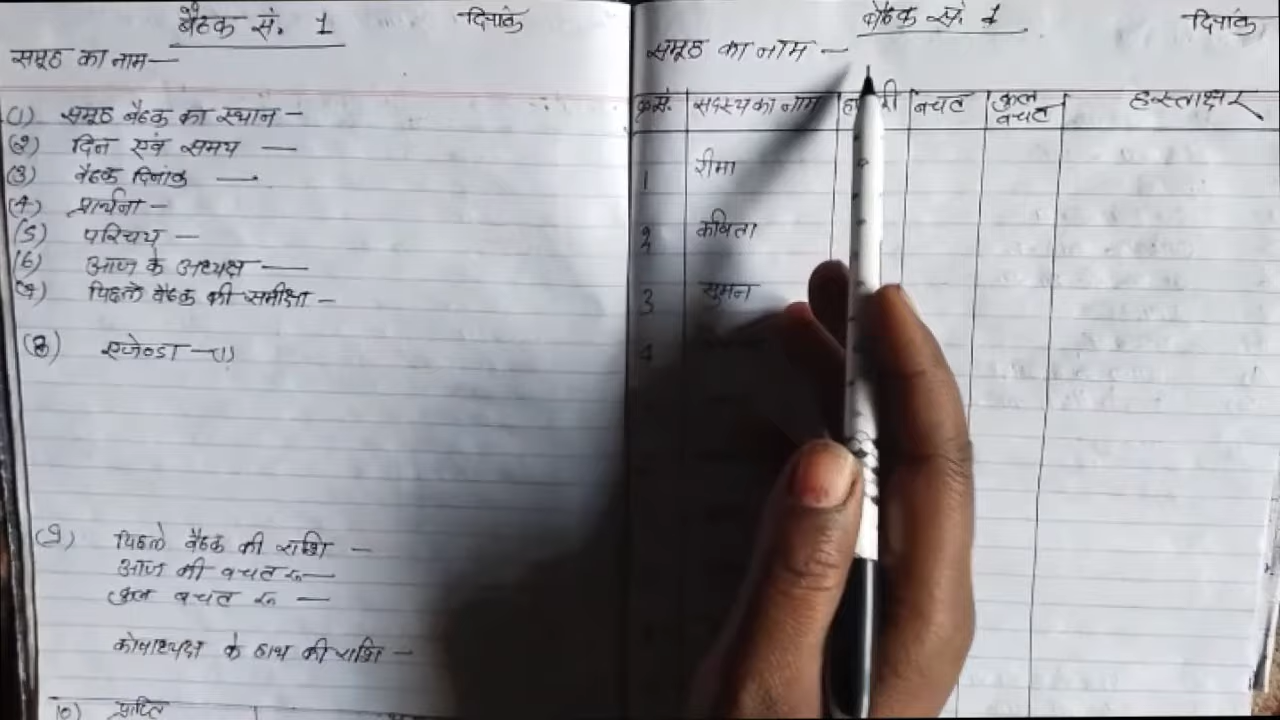 बैठक सं. 1 दिनांक
समूह का नाम—
(1) समूह बैठक का स्थान —
(2) दिन एवं समय —
(3) बैठक दिनांक —
(4) प्रार्थना —
(5) परिचय —
(6) आज के अध्यक्ष —
(7) पिछले बैठक की समीक्षा —
(8) एजेन्डा —(1)
(9) पिछले बैठक की राशि —
आज की बचत रू —
कुल बचत रू —
कोषाध्यक्ष के हाथ की राशि —
10) प्राप्ति
बैठक सं. 1 दिनांक
समूह का नाम —
क्र.सं. सदस्य का नाम बचत कुल बचत हस्ताक्षर
1 रीमा
2 कविता
3 सूमन
4